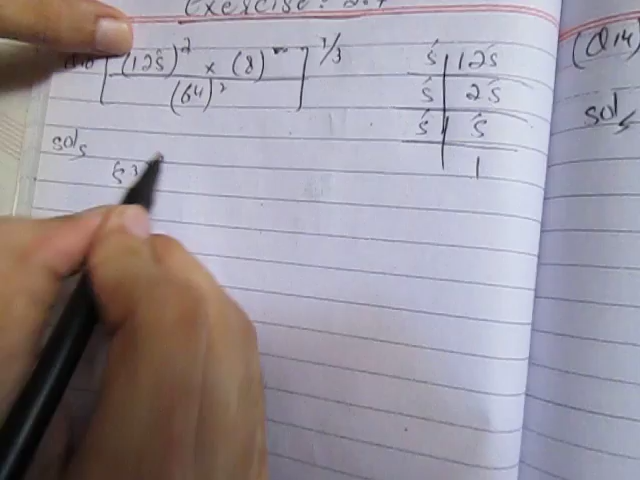 Exercise: 2.4
[(125)² × (8) / (64)²]^1/3
sol,
5³
5 | 125
5 | 25
5 | 5
1
(Q14)
sol,